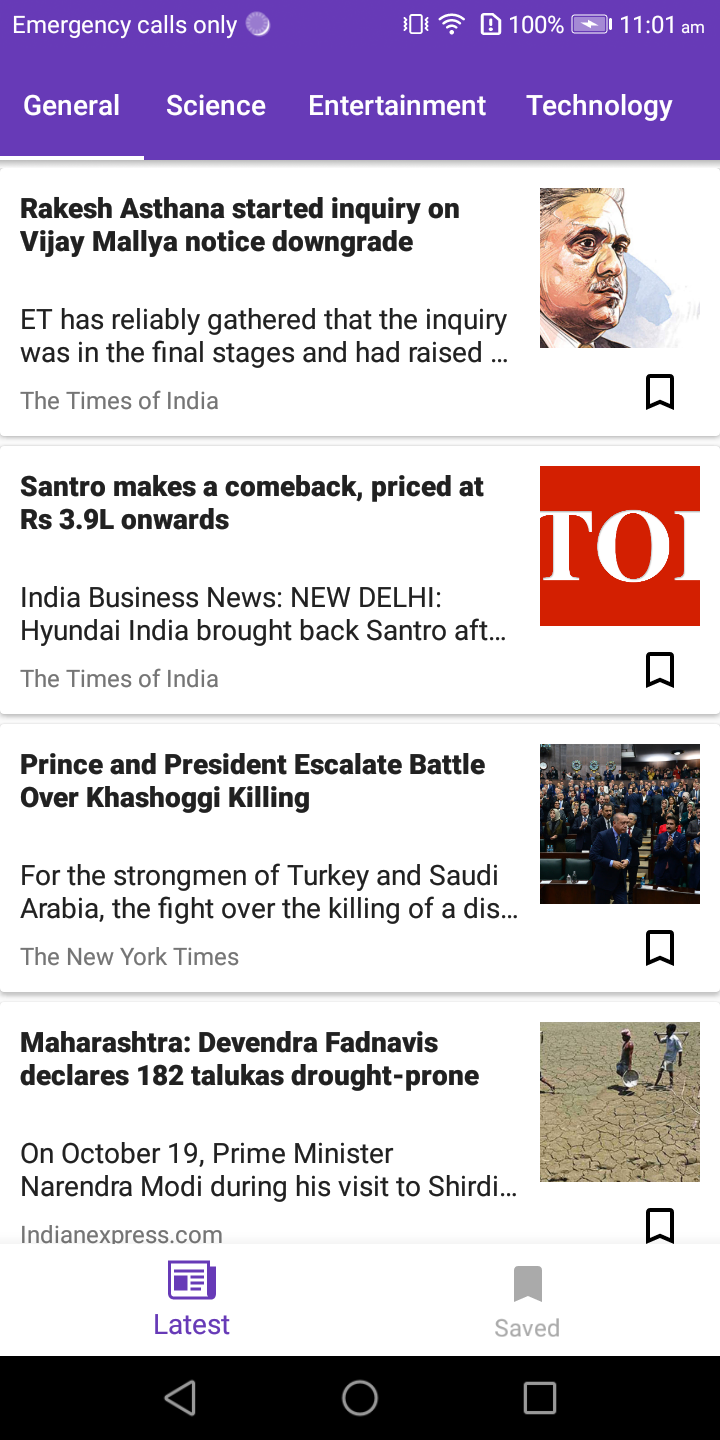 Emergency calls only 100% 11:01 am
General Science Entertainment Technology
Rakesh Asthana started inquiry on
Vijay Mallya notice downgrade
ET has reliably gathered that the inquiry
was in the final stages and had raised ...
The Times of India
Santro makes a comeback, priced at
Rs 3.9L onwards
TOI
India Business News: NEW DELHI:
Hyundai India brought back Santro aft...
The Times of India
Prince and President Escalate Battle
Over Khashoggi Killing
For the strongmen of Turkey and Saudi
Arabia, the fight over the killing of a dis...
The New York Times
Maharashtra: Devendra Fadnavis
declares 182 talukas drought-prone
On October 19, Prime Minister
Narendra Modi during his visit to Shirdi...
Indianexpress.com
Latest Saved